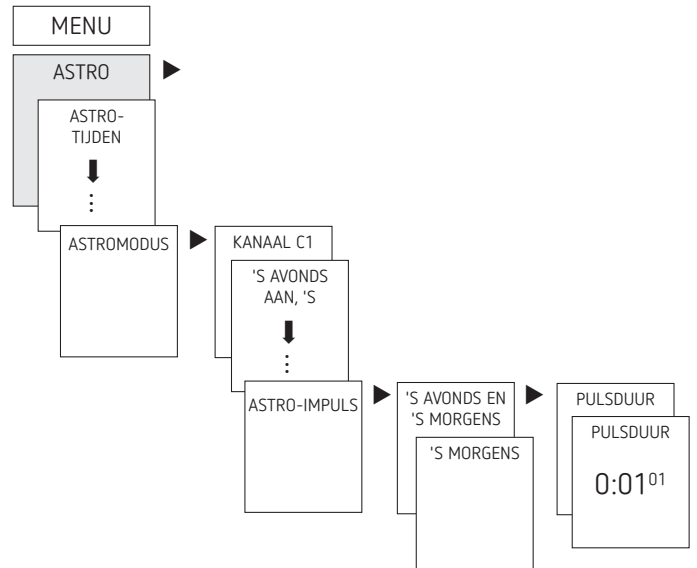 MENU
ASTRO
ASTRO-
TIJDEN
ASTROMODUS
KANAAL C1
'S AVONDS
AAN, 'S
ASTRO-IMPULS
'S AVONDS EN
'S MORGENS
'S MORGENS
PULSDUUR
PULSDUUR
0:01⁰¹